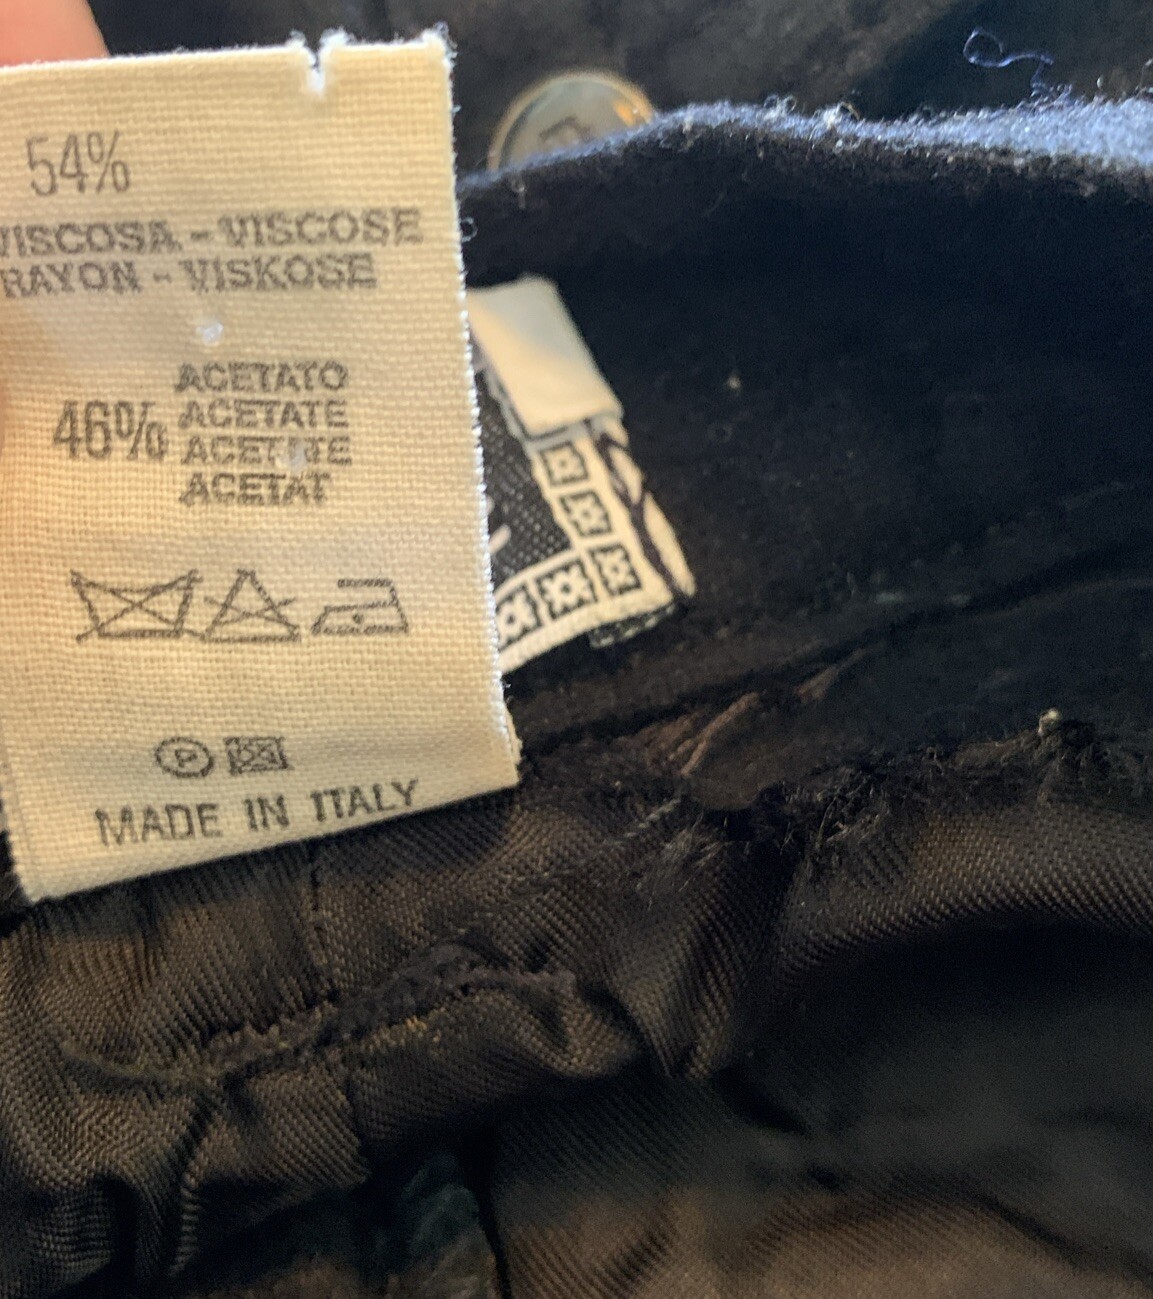 54%
VISCOSA - VISCOSE
RAYON - VISKOSE
ACETATO
46% ACETATE
ACETATE
ACETAT
P
MADE IN ITALY